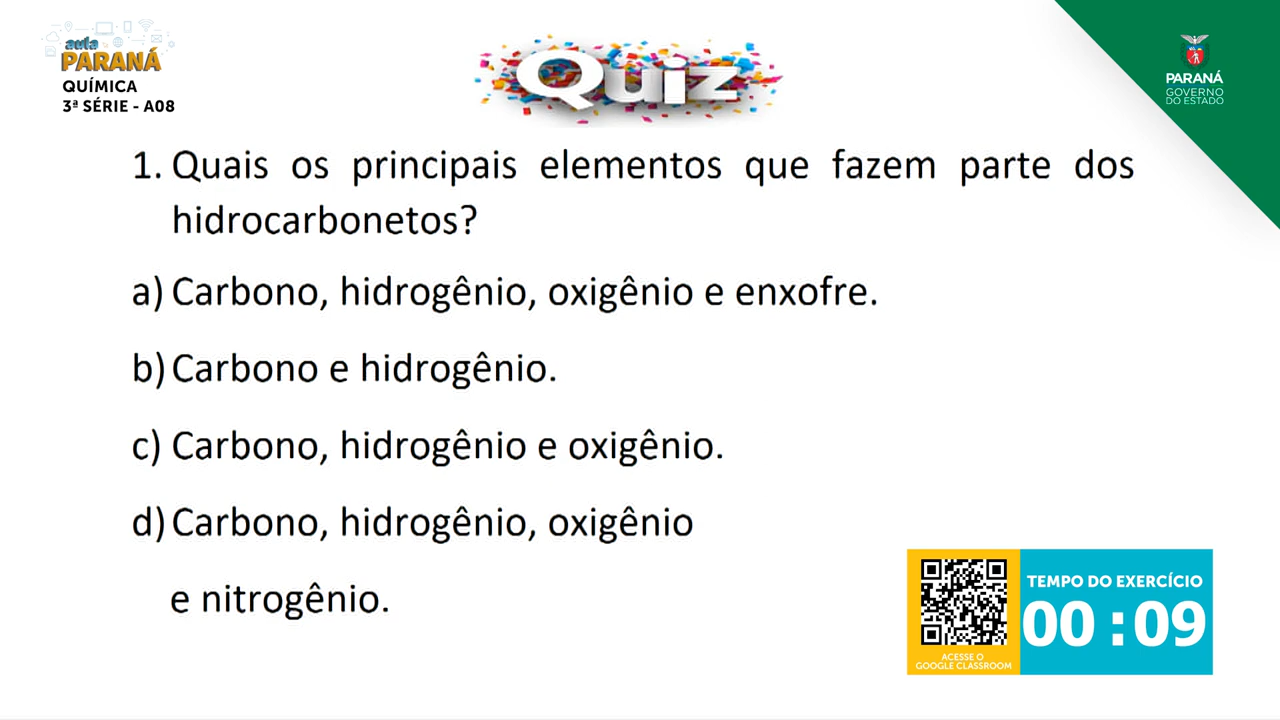 aula
PARANÁ
QUÍMICA
3ª SÉRIE - A08
Quiz
PARANÁ
GOVERNO
DO ESTADO
1. Quais os principais elementos que fazem parte dos
hidrocarbonetos?
a) Carbono, hidrogênio, oxigênio e enxofre.
b) Carbono e hidrogênio.
c) Carbono, hidrogênio e oxigênio.
d) Carbono, hidrogênio, oxigênio
e nitrogênio.
ACESSE O
GOOGLE CLASSROOM
TEMPO DO EXERCÍCIO
00 : 09